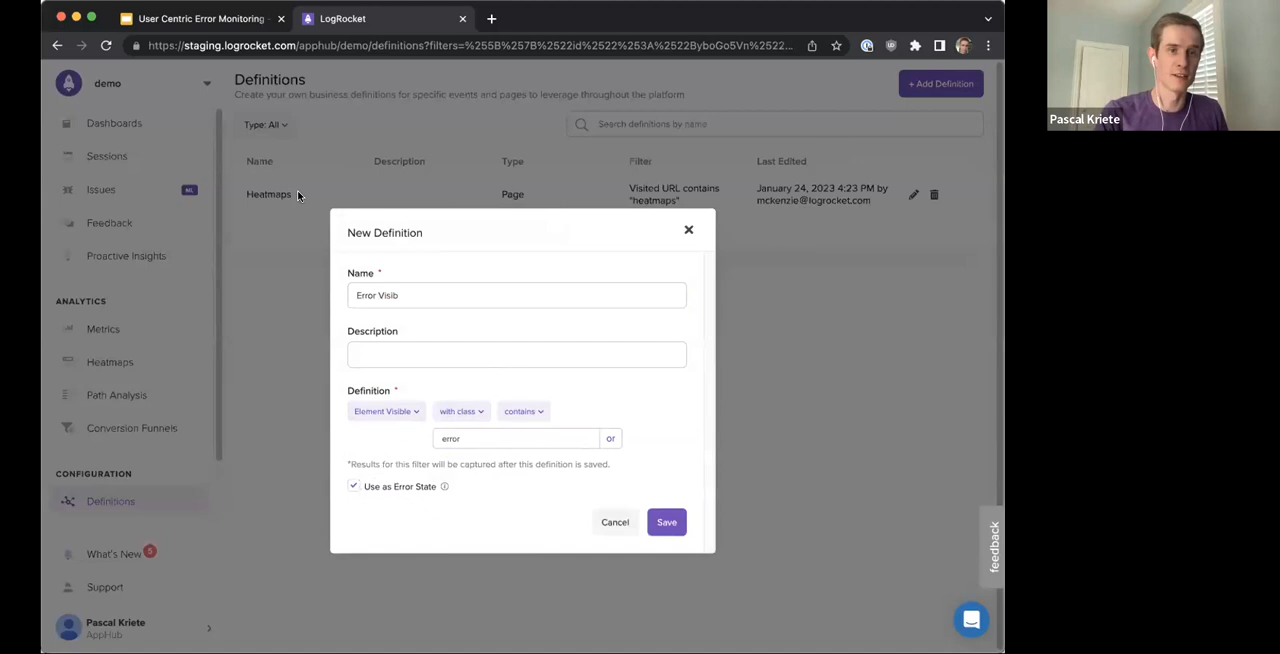 User Centric Error Monitoring
LogRocket
https://staging.logrocket.com/apphub/demo/definitions?filters=%255B%257B%2522id%2522%253A%2522ByboGo5Vn%2522...
Pascal Kriete
demo
Dashboards
Sessions
Issues
ML
Feedback
Proactive Insights
ANALYTICS
Metrics
Heatmaps
Path Analysis
Conversion Funnels
CONFIGURATION
Definitions
What's New
5
Support
Pascal Kriete
AppHub
Definitions
Create your own business definitions for specific events and pages to leverage throughout the platform
+ Add Definition
Type: All
Search definitions by name
Name Description Type Filter Last Edited
Heatmaps Page Visited URL contains "heatmaps" January 24, 2023 4:23 PM by mckenzie@logrocket.com
New Definition
Name *
Error Visib
Description
Definition *
Element Visible with class contains
error or
*Results for this filter will be captured after this definition is saved.
Use as Error State
Cancel Save
feedback